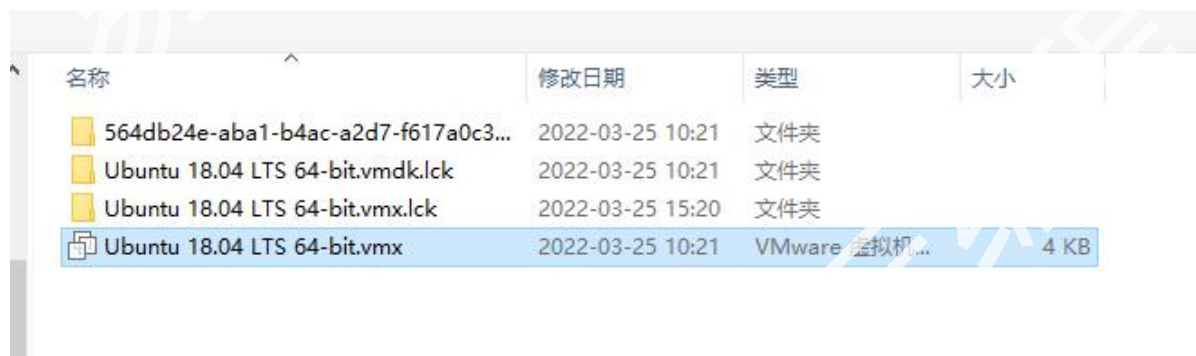 名称 修改日期 类型 大小
564db24e-aba1-b4ac-a2d7-f617a0c3... 2022-03-25 10:21 文件夹
Ubuntu 18.04 LTS 64-bit.vmdk.lck 2022-03-25 10:21 文件夹
Ubuntu 18.04 LTS 64-bit.vmx.lck 2022-03-25 15:20 文件夹
Ubuntu 18.04 LTS 64-bit.vmx 2022-03-25 10:21 VMware 虚拟机... 4 KB